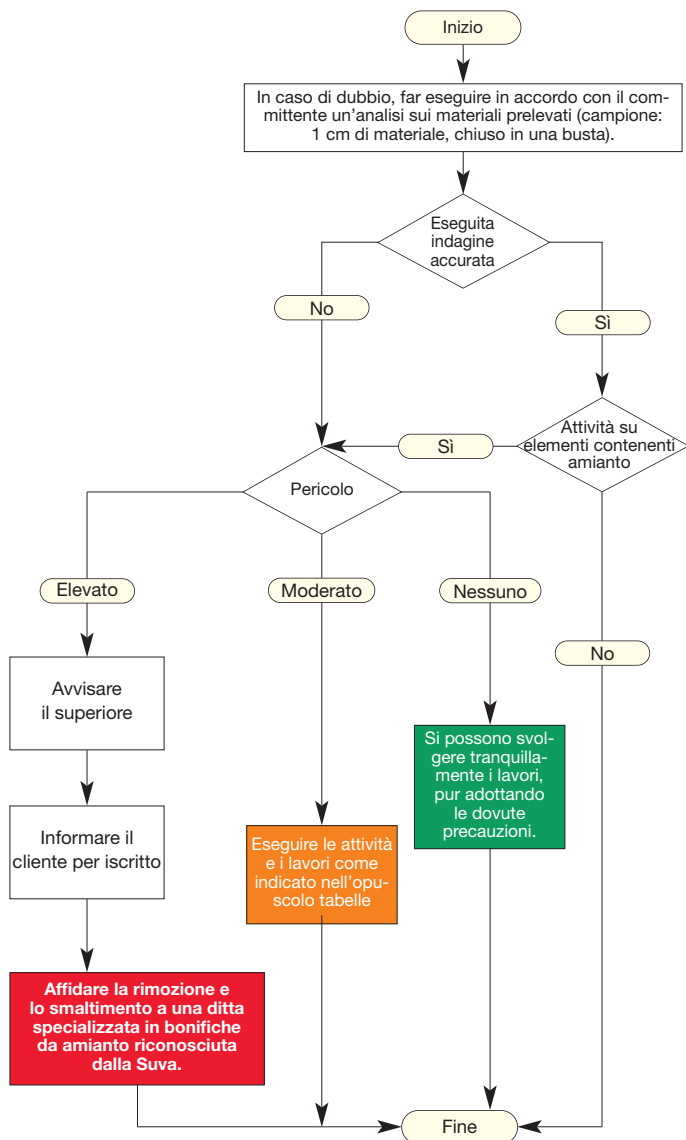 Inizio
In caso di dubbio, far eseguire in accordo con il com-
mittente un'analisi sui materiali prelevati (campione:
1 cm di materiale, chiuso in una busta).
Eseguita
indagine
accurata
No
Sì
Attività su
elementi contenenti
amianto
Sì
Pericolo
Elevato
Moderato
Nessuno
No
Avvisare
il superiore
Si possono svol-
gere tranquilla-
mente i lavori,
pur adottando
le dovute
precauzioni.
Informare il
cliente per iscritto
Eseguire le attività
e i lavori come
indicato nell'opu-
scolo tabelle
Affidare la rimozione e
lo smaltimento a una ditta
specializzata in bonifiche
da amianto riconosciuta
dalla Suva.
Fine